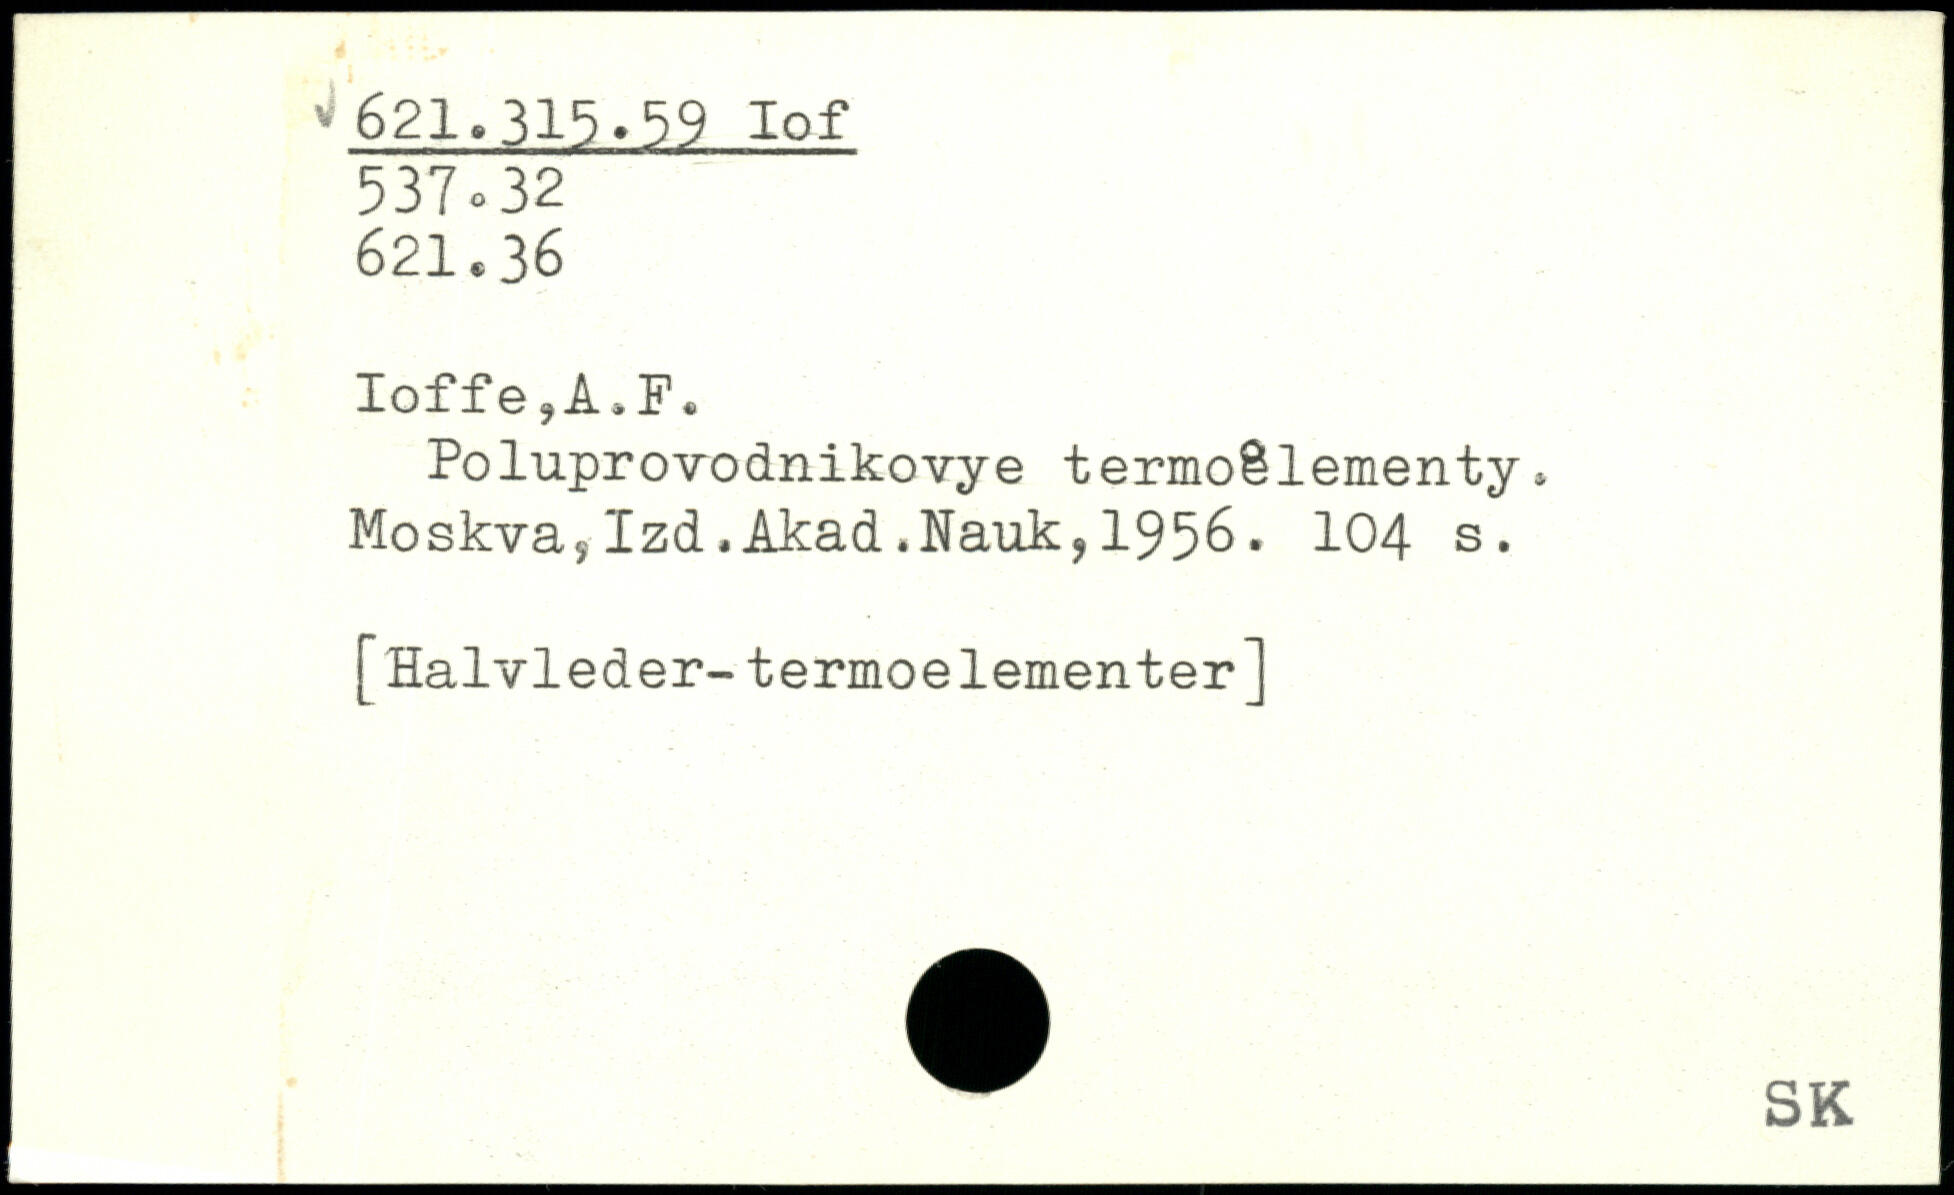 621.315.59 Iof
537.32
621.36
Ioffe,A.F.
Poluprovodnikovye termoèlementy.
Moskva,Izd.Akad.Nauk,1956. 104 s.
[Halvleder-termoelementer]
SK